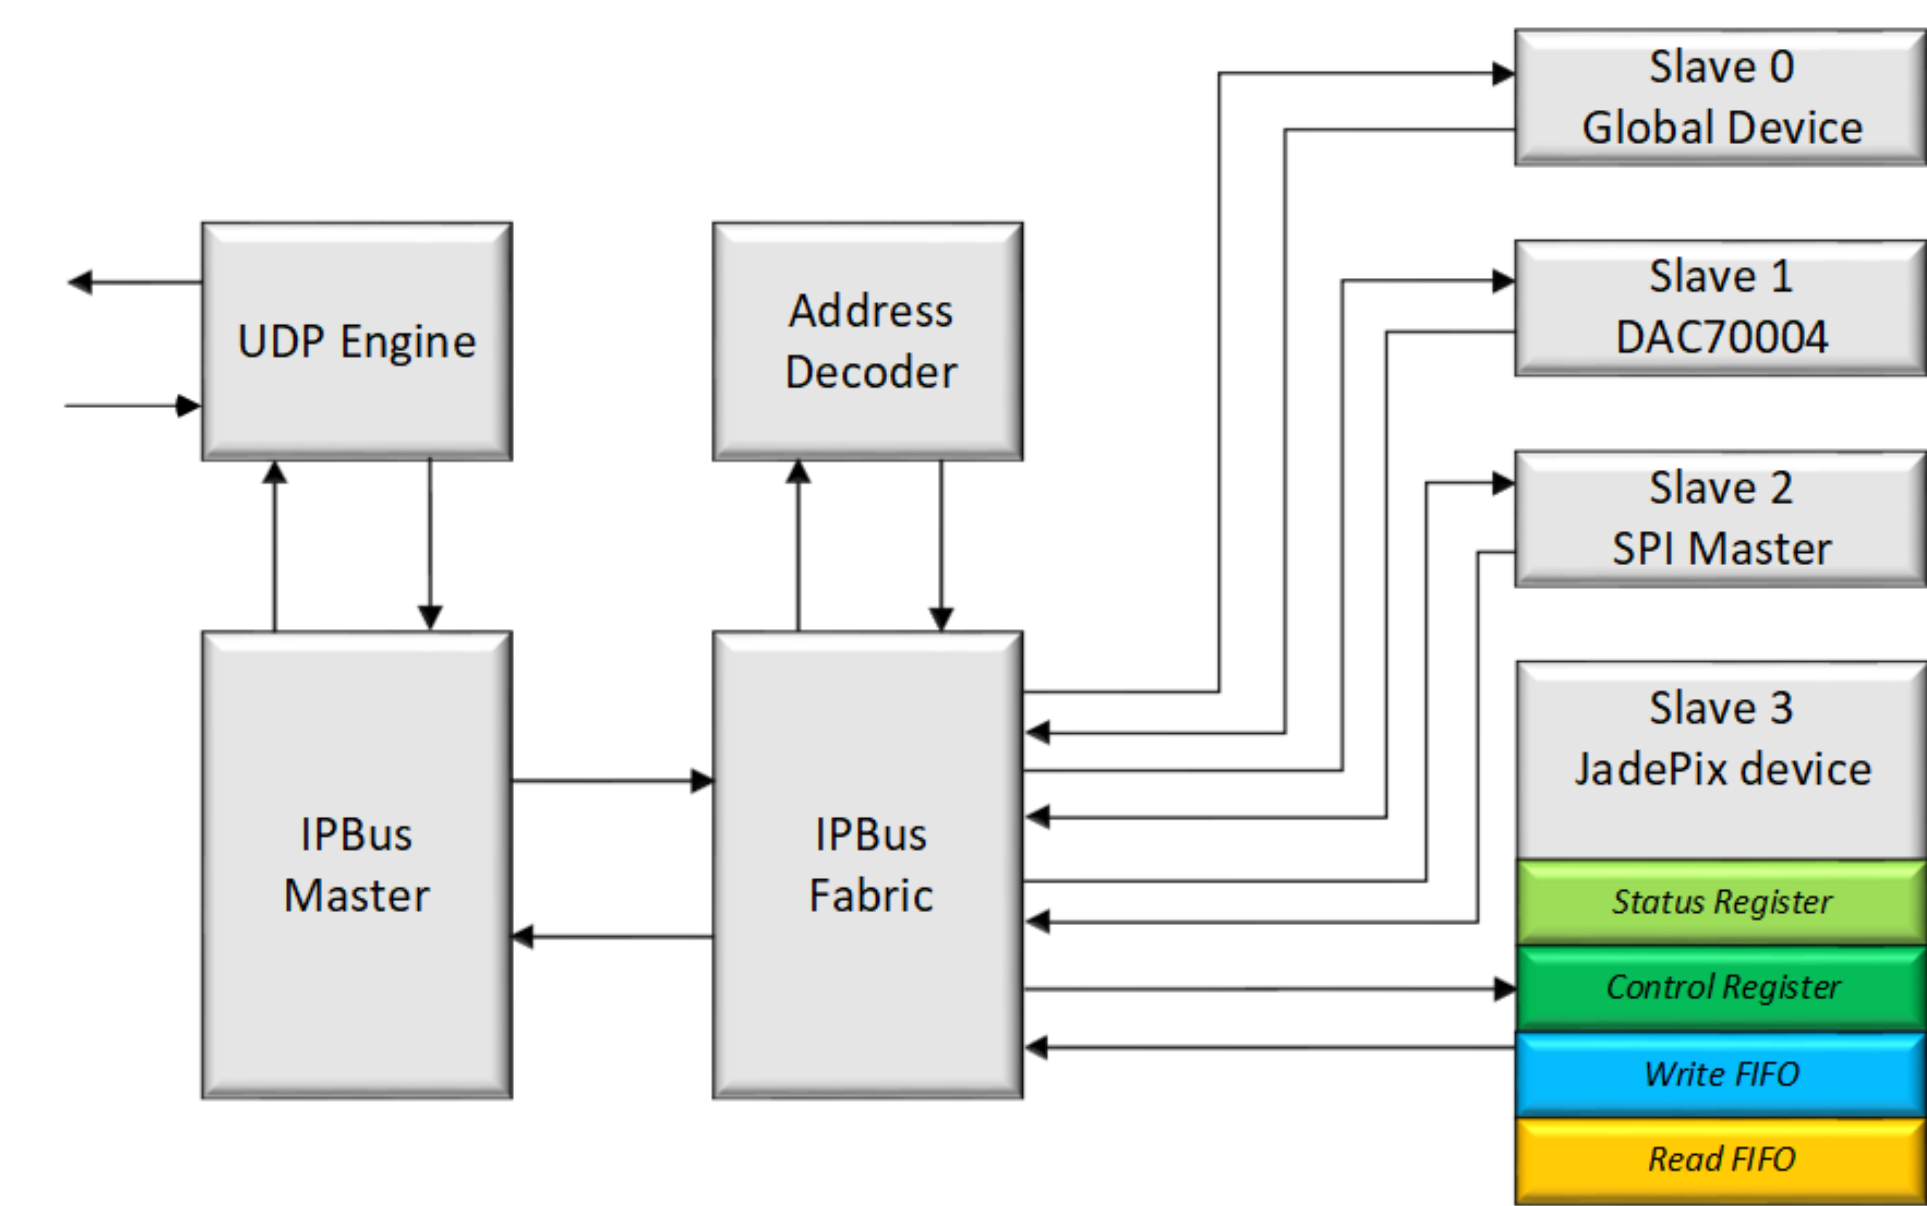 Slave 0
Global Device
UDP Engine
Address
Decoder
Slave 1
DAC70004
Slave 2
SPI Master
IPBus
Master
IPBus
Fabric
Slave 3
JadePix device
Status Register
Control Register
Write FIFO
Read FIFO